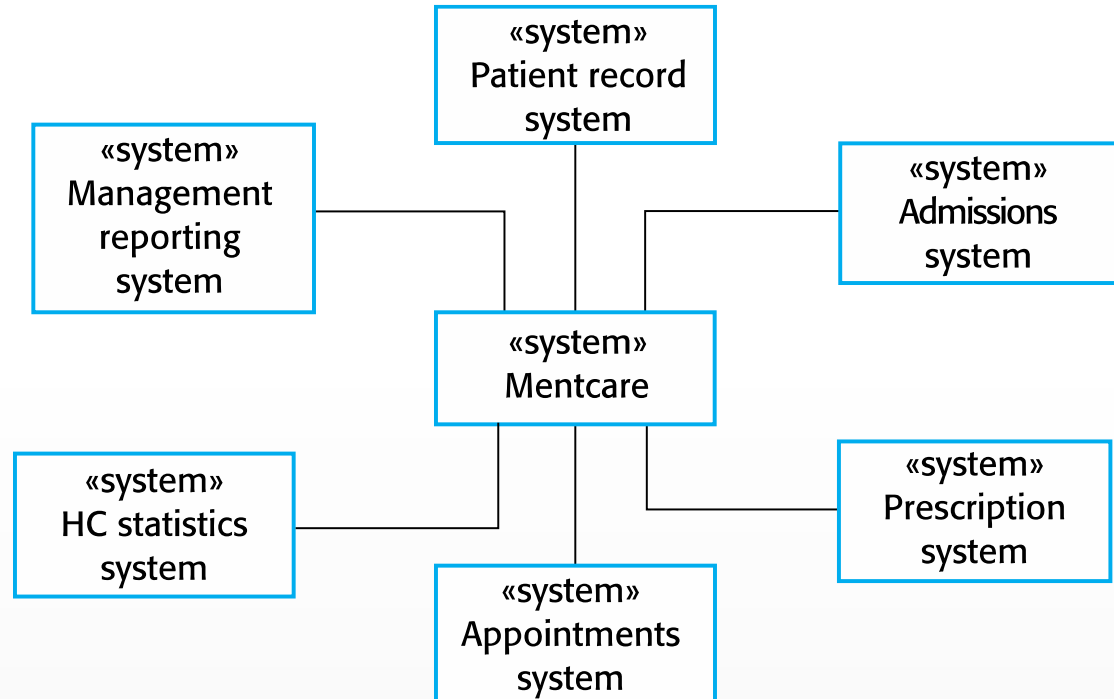 «system»
Patient record
system
«system»
Management
reporting
system
«system»
Admissions
system
«system»
Mentcare
«system»
HC statistics
system
«system»
Prescription
system
«system»
Appointments
system